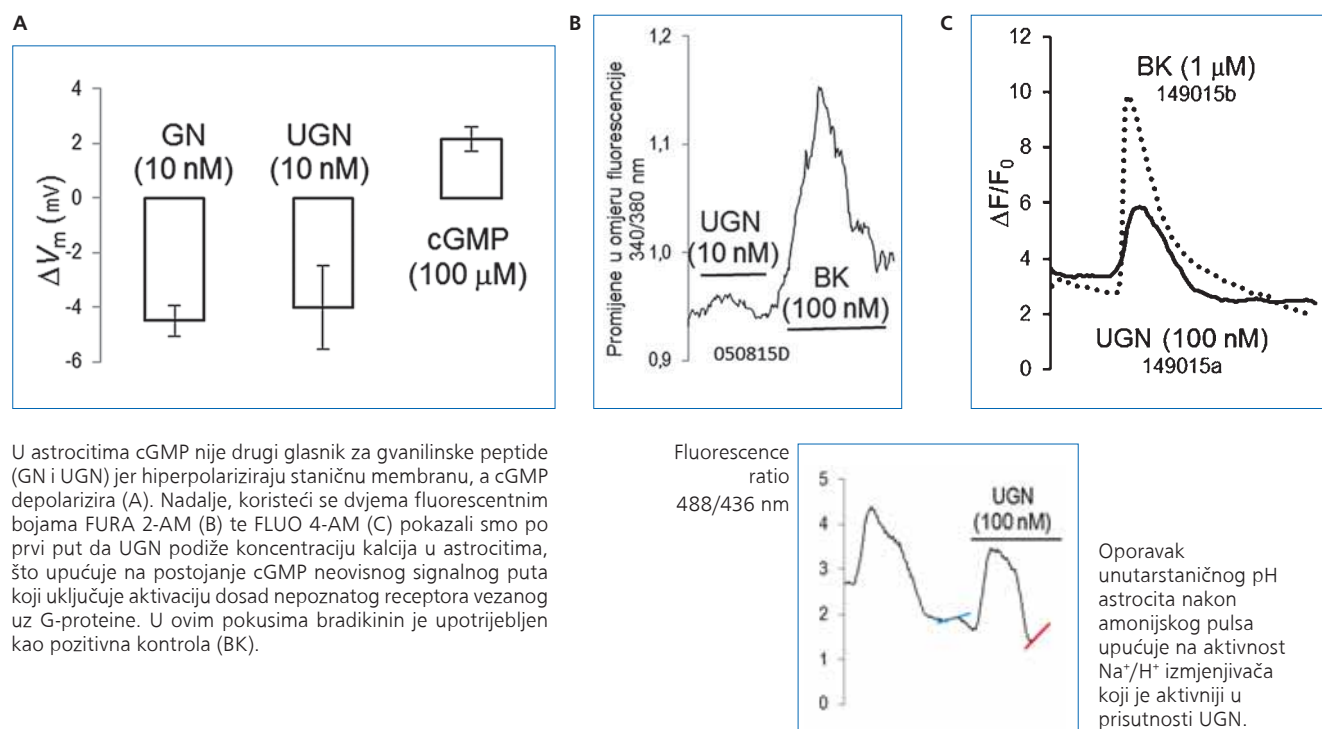 A
4
2
0
-2
-4
-6
ΔVm (mV)
GN
(10 nM)
UGN
(10 nM)
cGMP
(100 µM)
B
1,2
1,1
1,0
0,9
Promijene u omjeru fluorescencije
340/380 nm
UGN
(10 nM)
BK
(100 nM)
050815D
C
12
10
8
6
4
2
0
ΔF/F0
BK (1 µM)
149015b
UGN (100 nM)
149015a
U astrocitima cGMP nije drugi glasnik za gvanilinske peptide
(GN i UGN) jer hiperpolariziraju staničnu membranu, a cGMP
depolarizira (A). Nadalje, koristeći se dvjema fluorescentnim
bojama FURA 2-AM (B) te FLUO 4-AM (C) pokazali smo po
prvi put da UGN podiže koncentraciju kalcija u astrocitima,
što upućuje na postojanje cGMP neovisnog signalnog puta
koji uključuje aktivaciju dosad nepoznatog receptora vezanog
uz G-proteine. U ovim pokusima bradikinin je upotrijebljen
kao pozitivna kontrola (BK).
Fluorescence
ratio
488/436 nm
5
4
3
2
1
0
UGN
(100 nM)
Oporavak
unutarstaničnog pH
astrocita nakon
amonijskog pulsa
upućuje na aktivnost
Na⁺/H⁺ izmjenjivača
koji je aktivniji u
prisutnosti UGN.